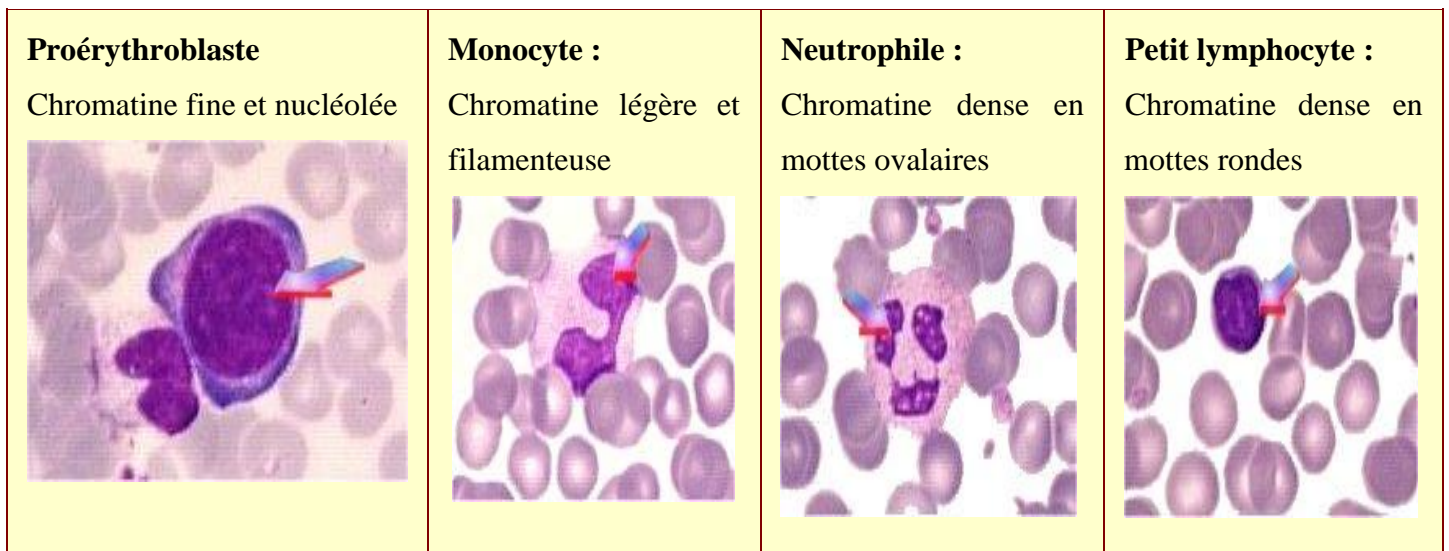 Proérythroblaste
Chromatine fine et nucléolée
Monocyte :
Chromatine légère et
filamenteuse
Neutrophile :
Chromatine dense en
mottes ovalaires
Petit lymphocyte :
Chromatine dense en
mottes rondes